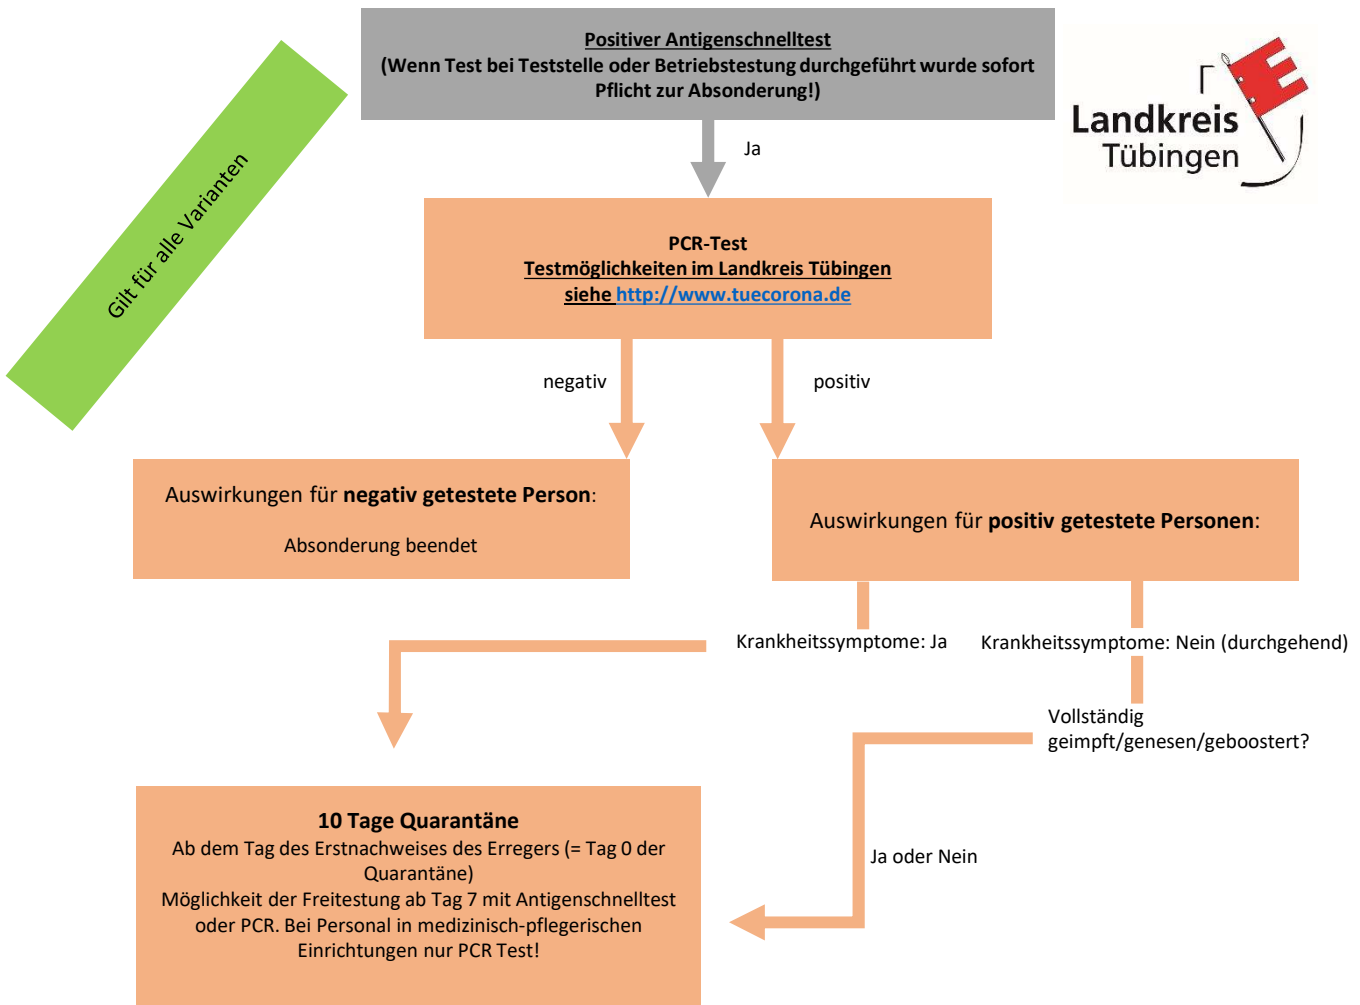 Positiver Antigenschnelltest
(Wenn Test bei Teststelle oder Betriebstestung durchgeführt wurde sofort
Pflicht zur Absonderung!)
Landkreis
Tübingen
Gilt für alle Varianten
Ja
PCR-Test
Testmöglichkeiten im Landkreis Tübingen
siehe http://www.tuecorona.de
negativ
positiv
Auswirkungen für negativ getestete Person:
Absonderung beendet
Auswirkungen für positiv getestete Personen:
Krankheitssymptome: Ja
Krankheitssymptome: Nein (durchgehend)
Vollständig
geimpft/genesen/geboostert?
Ja oder Nein
10 Tage Quarantäne
Ab dem Tag des Erstnachweises des Erregers (= Tag 0 der
Quarantäne)
Möglichkeit der Freitestung ab Tag 7 mit Antigenschnelltest
oder PCR. Bei Personal in medizinisch-pflegerischen
Einrichtungen nur PCR Test!